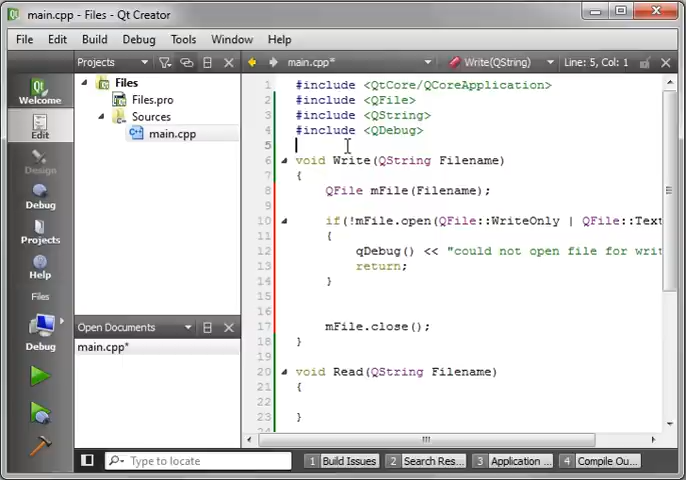 main.cpp - Files - Qt Creator
File Edit Build Debug Tools Window Help
Projects main.cpp* Write(QString) Line: 5, Col: 1
Welcome
Edit
Design
Debug
Projects
Help
Files
Debug
Files
Files.pro
Sources
main.cpp
Open Documents
main.cpp*
1 #include <QtCore/QCoreApplication>
2 #include <QFile>
3 #include <QString>
4 #include <QDebug>
5
6 void Write(QString Filename)
7 {
8 QFile mFile(Filename);
9
10 if(!mFile.open(QFile::WriteOnly | QFile::Text
11 {
12 qDebug() << "could not open file for writ
13 return;
14 }
15
16
17 mFile.close();
18 }
19
20 void Read(QString Filename)
21 {
22
23 }
24
Type to locate 1 Build Issues 2 Search Res... 3 Application ... 4 Compile Ou...